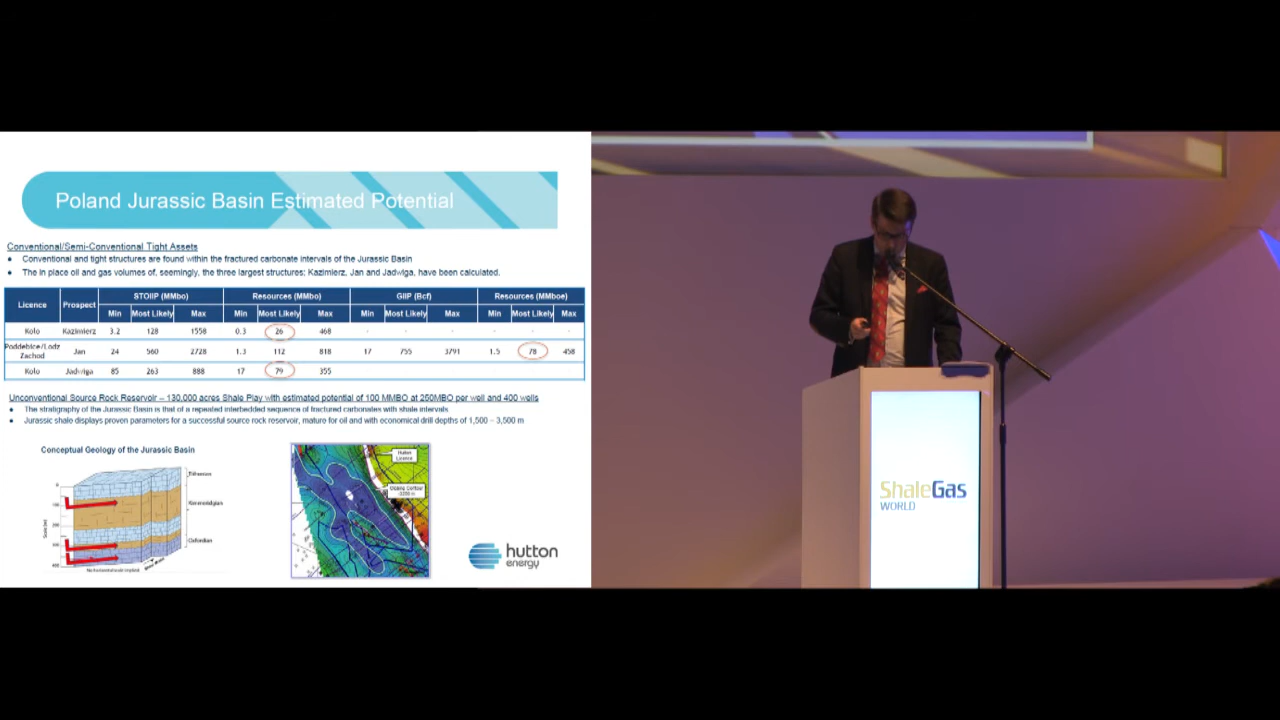 Poland Jurassic Basin Estimated Potential
Conventional/Semi-Conventional Tight Assets
• Conventional and tight structures are found within the fractured carbonate intervals of the Jurassic Basin
• The in place oil and gas volumes of, seemingly, the three largest structures; Kazimierz, Jan and Jadwiga, have been calculated.
Licence Prospect STOIIP (MMbo) Resources (MMbo) GIIP (Bcf) Resources (MMboe)
Min Most Likely Max Min Most Likely Max Min Most Likely Max Min Most Likely Max
Kolo Kazimierz 3.2 128 1558 0.3 26 468 - - - - - -
Poddebice/Lodz Zachod Jan 24 560 2728 1.3 112 818 17 755 3791 1.5 78 458
Kolo Jadwiga 85 263 888 17 79 355
Unconventional Source Rock Reservoir – 130,000 acres Shale Play with estimated potential of 100 MMBO at 250MBO per well and 400 wells
• The stratigraphy of the Jurassic Basin is that of a repeated interbedded sequence of fractured carbonates with shale intervals
• Jurassic shale displays proven parameters for a successful source rock reservoir, mature for oil and with economical drill depths of 1,500 – 3,500 m
Conceptual Geology of the Jurassic Basin
Kimmeridgian
Oxfordian
Hutton
Licence
Closing Contour
hutton
energy
ShaleGas
WORLD